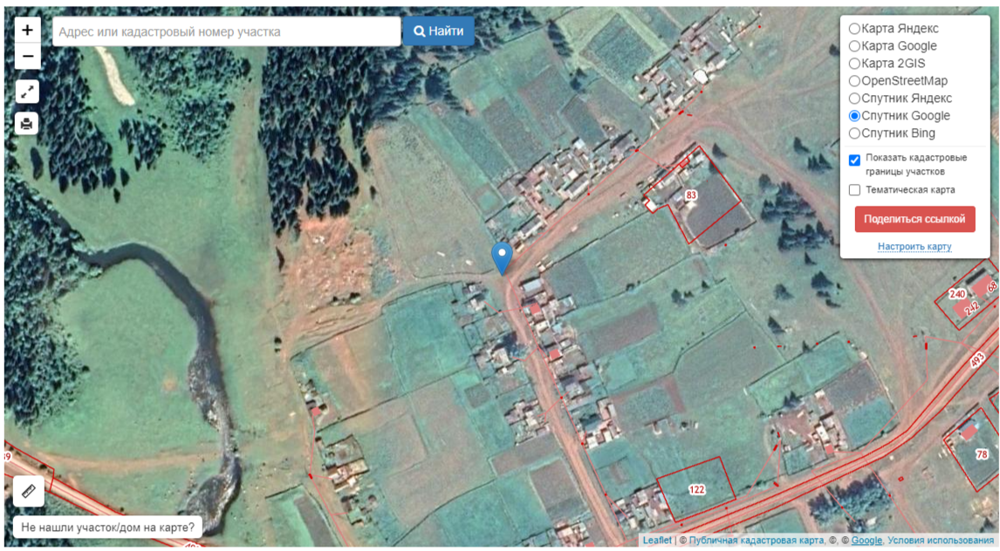 +
Адрес или кадастровый номер участка
Найти
−
Карта Яндекс
Карта Google
Карта 2GIS
OpenStreetMap
Спутник Яндекс
Спутник Google
Спутник Bing
Показать кадастровые
границы участков
Тематическая карта
Поделиться ссылкой
Настроить карту
83
240
242
68
493
78
122
39
Не нашли участок/дом на карте?
Leaflet | © Публичная кадастровая карта, ©, © Google, Условия использования